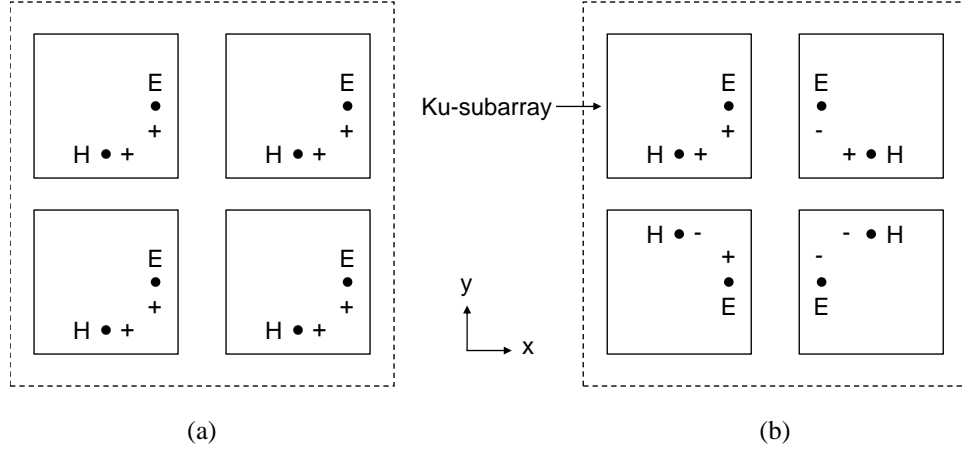 E E E E
Ku-subarray
+ + + -
H + H + H + + H
H - - H
E E + -
+ + E E
H + H +
y
x
(a) (b)